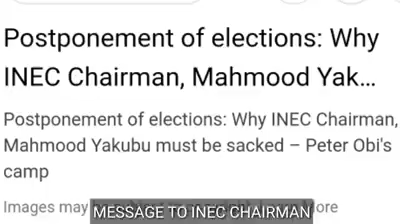 Postponement of elections: Why
INEC Chairman, Mahmood Yak...
Postponement of elections: Why INEC Chairman,
Mahmood Yakubu must be sacked – Peter Obi's
camp
Images may
MESSAGE TO INEC CHAIRMAN
More